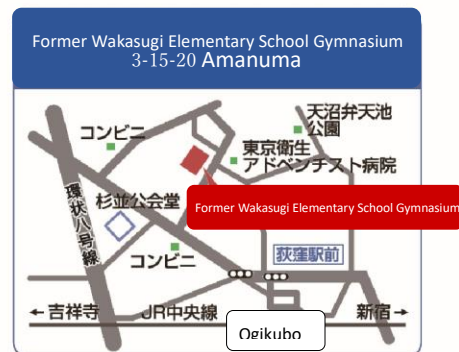 Former Wakasugi Elementary School Gymnasium
3-15-20 Amanuma
天沼弁天池
公園
コンビニ
東京衛生
アドベンチスト病院
環状八号線
杉並公会堂
Former Wakasugi Elementary School Gymnasium
コンビニ
荻窪駅前
←吉祥寺
JR中央線
Ogikubo
新宿→